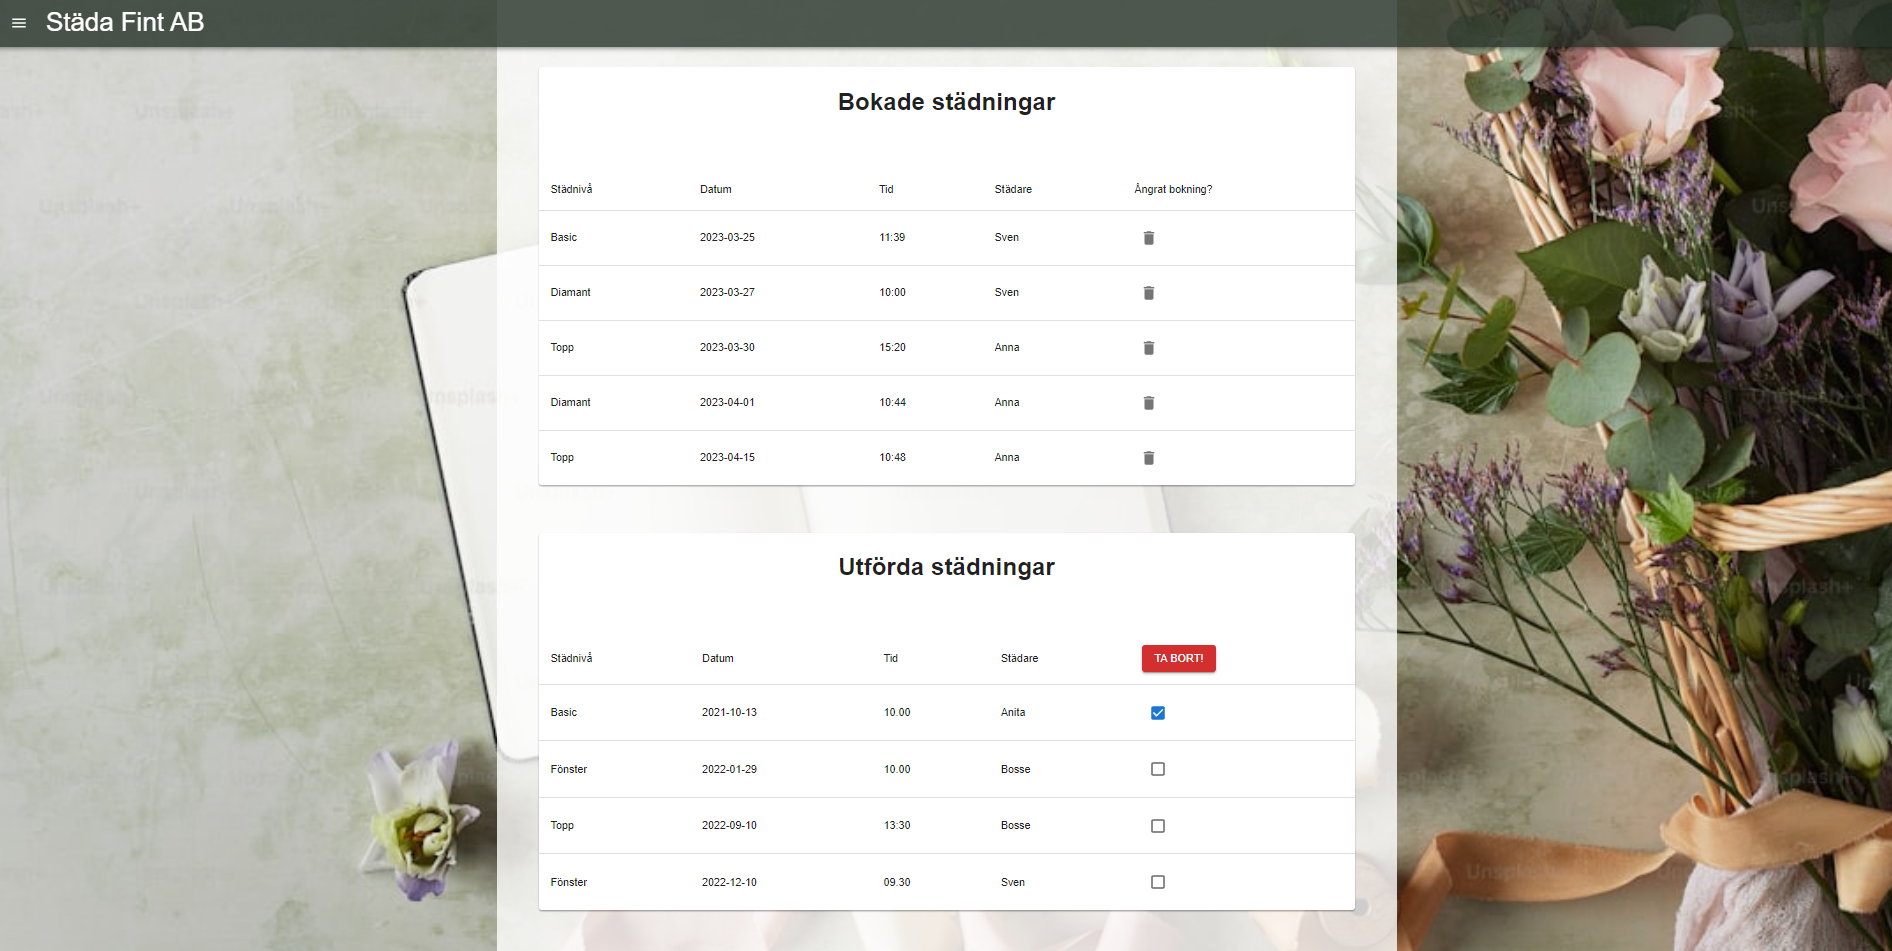 Städa Fint AB
Bokade städningar
Städnivå Datum Tid Städare Ångrat bokning?
Basic 2023-03-25 11:39 Sven
Diamant 2023-03-27 10:00 Sven
Topp 2023-03-30 15:20 Anna
Diamant 2023-04-01 10:44 Anna
Topp 2023-04-15 10:48 Anna
Utförda städningar
Städnivå Datum Tid Städare TA BORT!
Basic 2021-10-13 10.00 Anita
Fönster 2022-01-29 10.00 Bosse
Topp 2022-09-10 13:30 Bosse
Fönster 2022-12-10 09.30 Sven